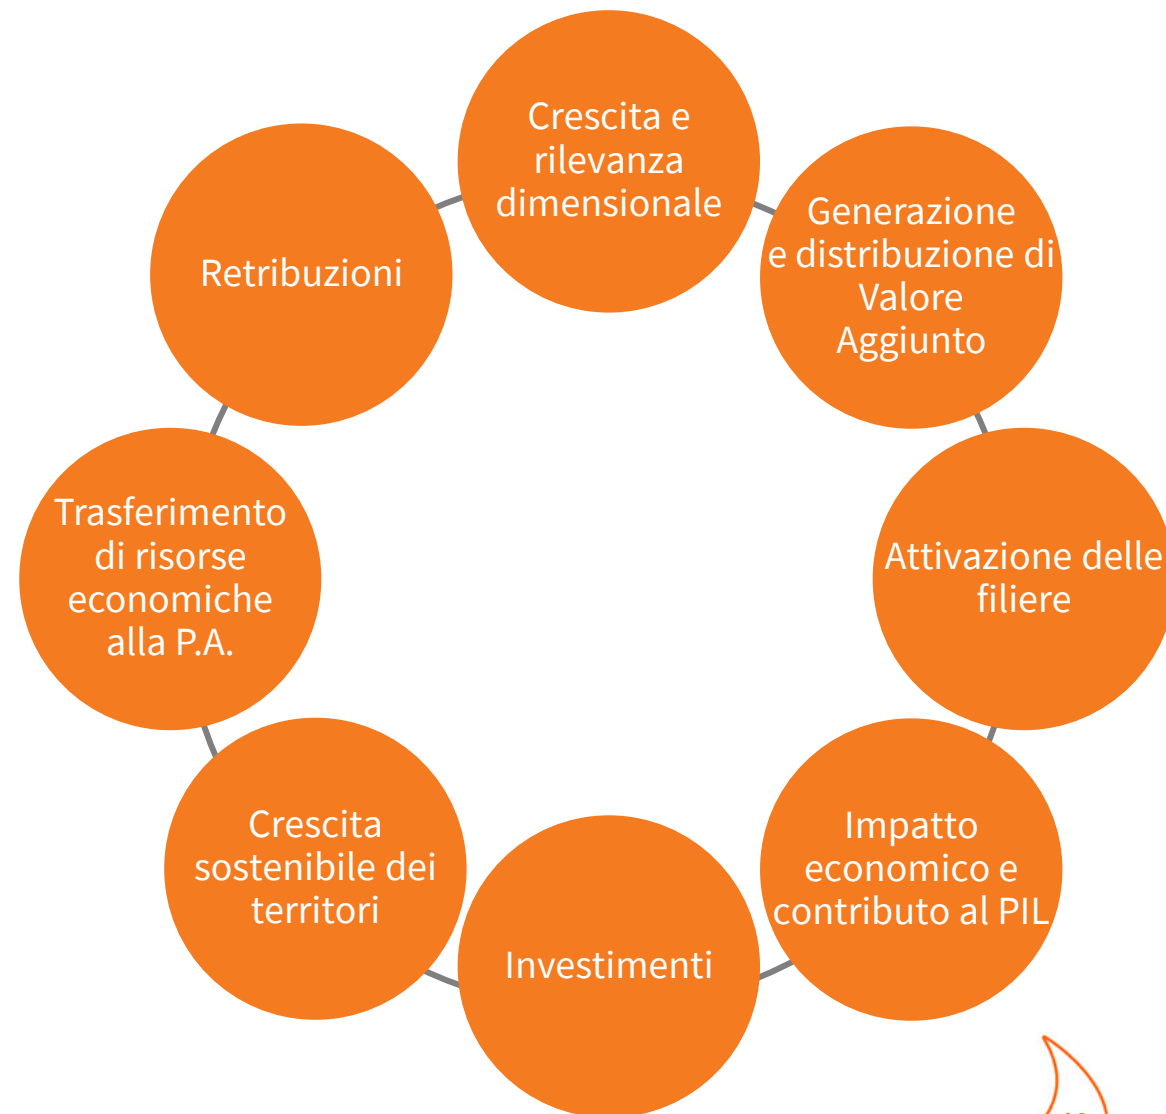 Crescita e
rilevanza
dimensionale
Generazione
e distribuzione di
Valore
Aggiunto
Attivazione delle
filiere
Impatto
economico e
contributo al PIL
Investimenti
Crescita
sostenibile dei
territori
Trasferimento
di risorse
economiche
alla P.A.
Retribuzioni